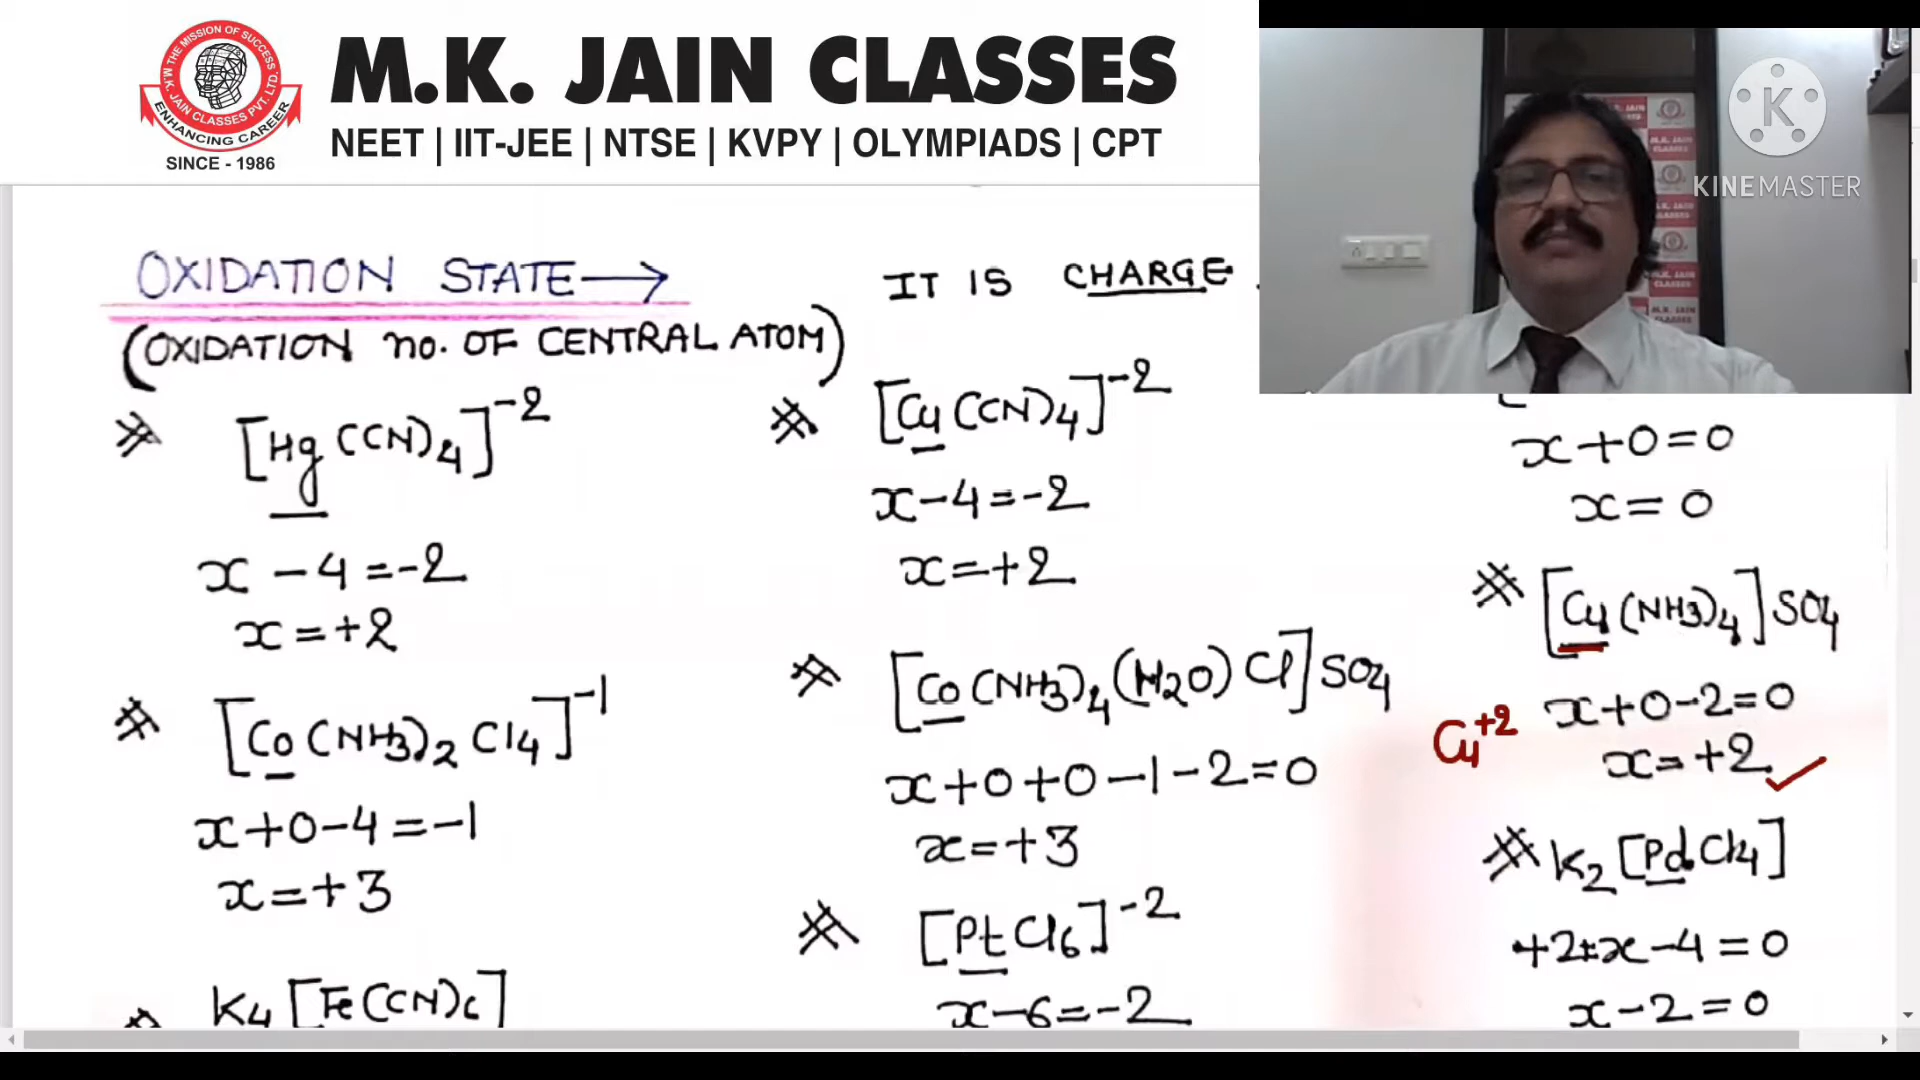 THE MISSION OF SUCCESS
THE M.K. JAIN CLASSES PVT. LTD.
ENHANCING CAREER
SINCE - 1986
M.K. JAIN CLASSES
NEET | IIT-JEE | NTSE | KVPY | OLYMPIADS | CPT
K
KINEMASTER
M.K. JAIN
CLASSES
OXIDATION STATE→
(OXIDATION no. OF CENTRAL ATOM)
[Hg(CN)4]-2
x - 4 = -2
x = +2
[Co(NH3)2Cl4]-1
x+0-4=-1
x=+3
K4[Fe(CN)6]
IT IS CHARGE
[Cu(CN)4]-2
x-4=-2
x=+2
[Co(NH3)4(H2O)Cl]SO4
x+0+0-1-2=0
x=+3
[PtCl6]-2
x-6=-2
x+0=0
x=0
[Cu(NH3)4]SO4
x+0-2=0
Cu+2
x=+2
K2[PdCl4]
+2+x-4=0
x-2=0